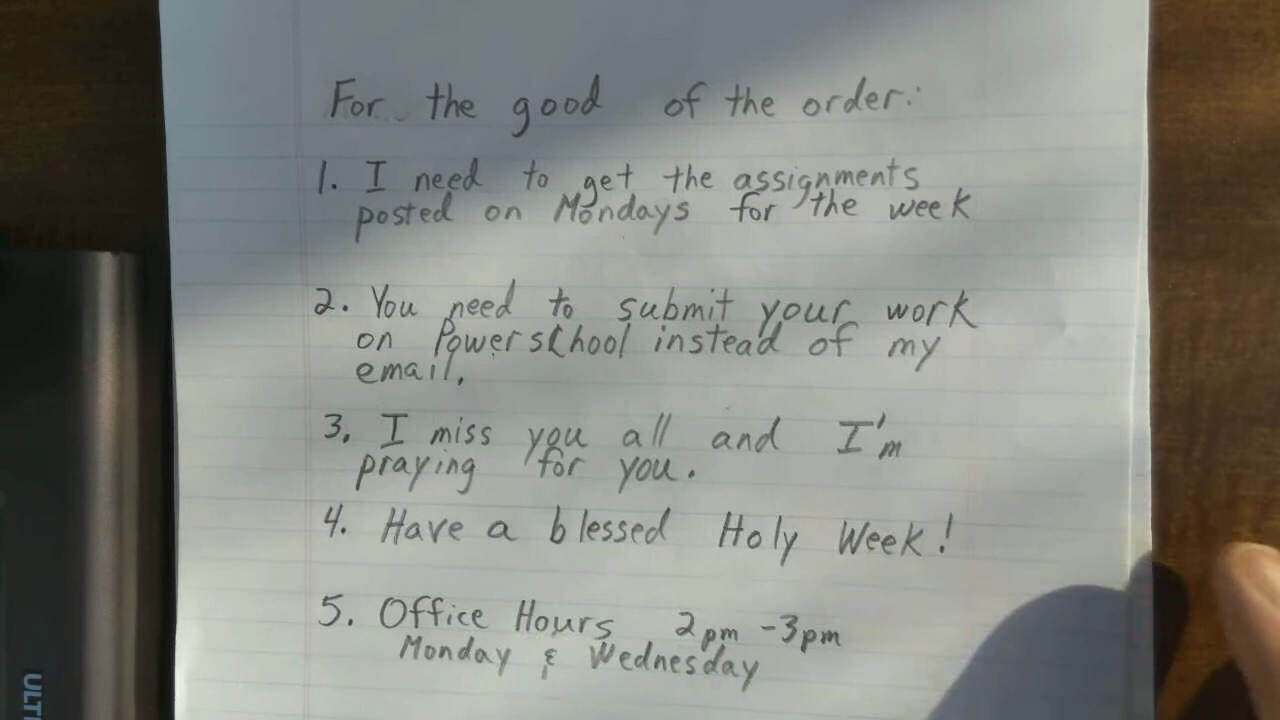 For the good of the order:
1. I need to get the assignments
posted on Mondays for the week
2. You need to submit your work
on Powerschool instead of my
email.
3. I miss you all and I'm
praying for you.
4. Have a blessed Holy Week!
5. Office Hours 2pm -3pm
Monday & Wednesday